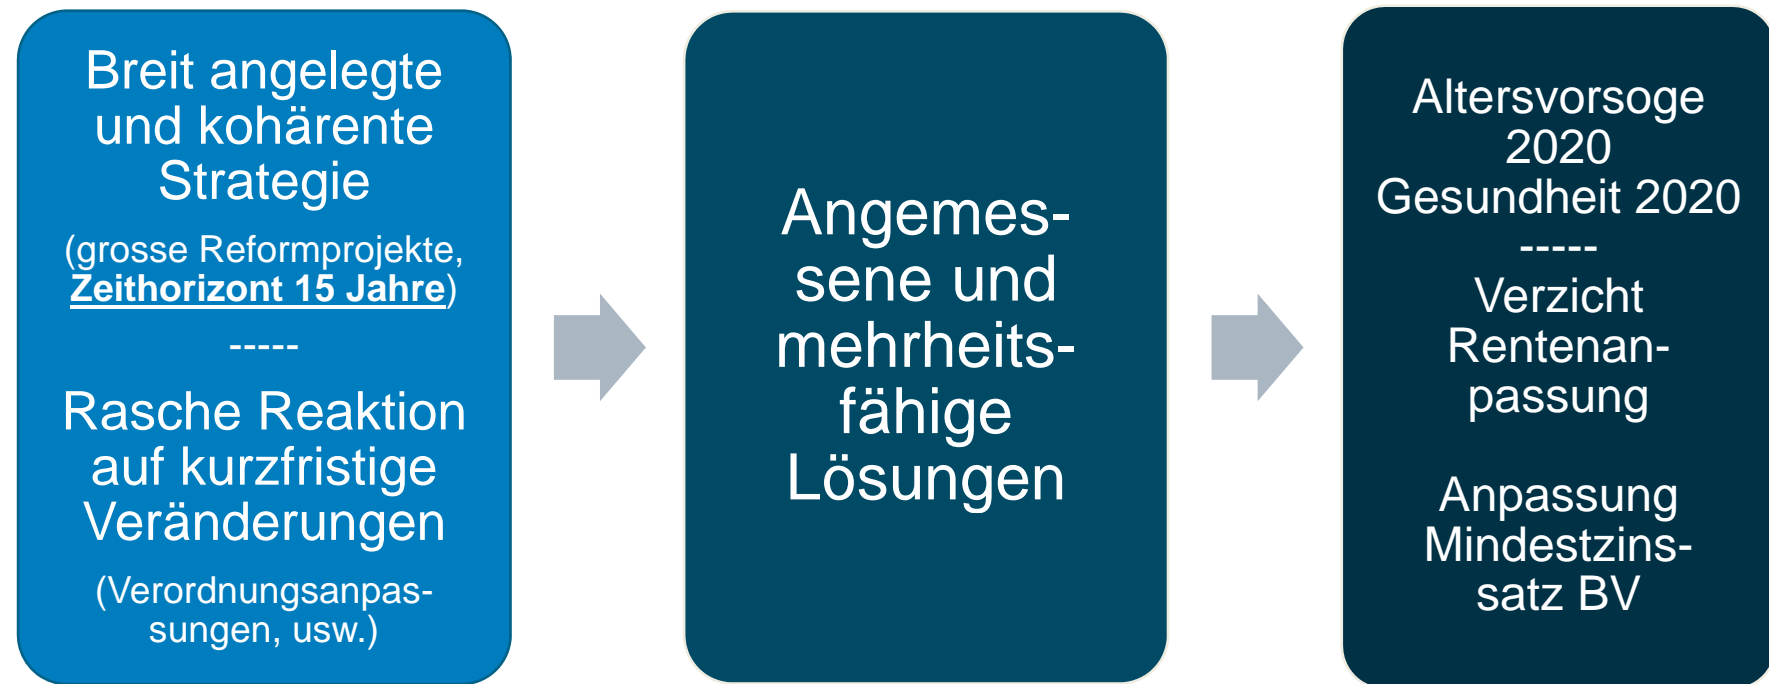 Breit angelegte
und kohärente
Strategie
(grosse Reformprojekte,
Zeithorizont 15 Jahre)
-----
Rasche Reaktion
auf kurzfristige
Veränderungen
(Verordnungsanpas-
sungen, usw.)
Angemes-
sene und
mehrheits-
fähige
Lösungen
Altersvorsoge
2020
Gesundheit 2020
-----
Verzicht
Rentenan-
passung
Anpassung
Mindestzins-
satz BV